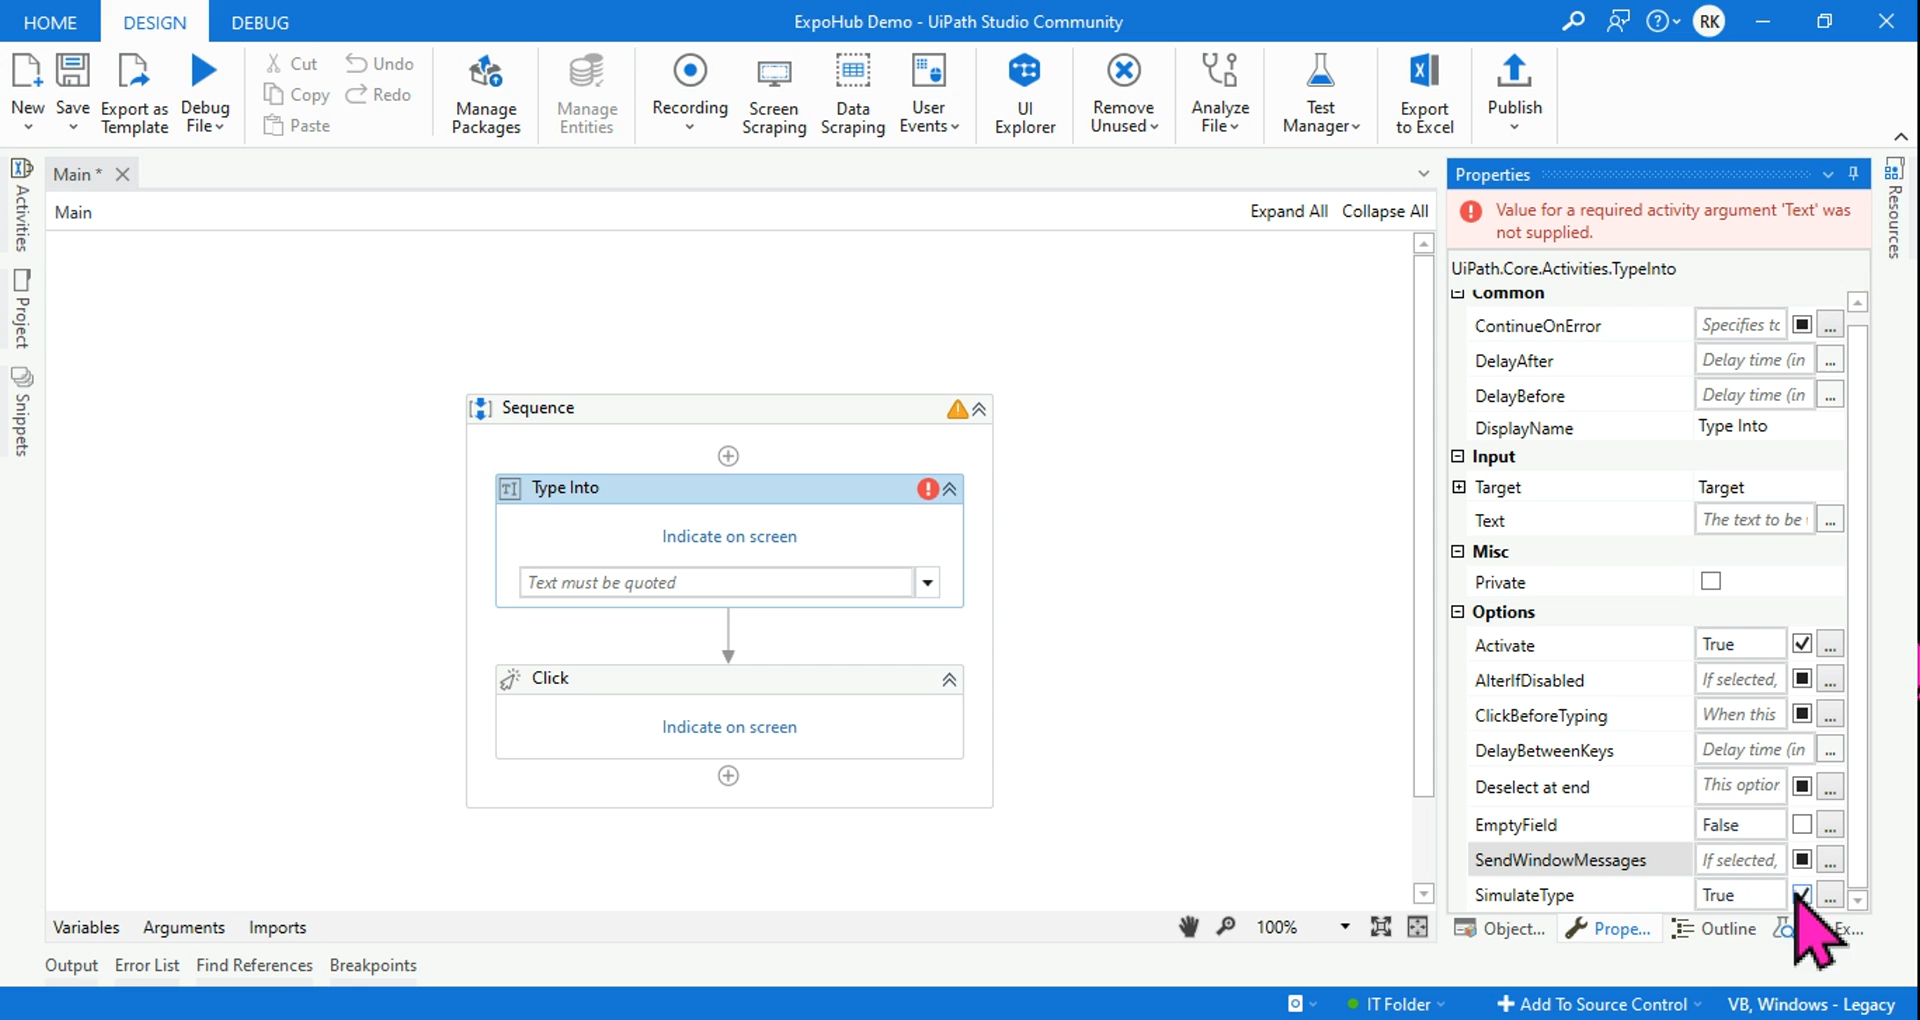 HOME DESIGN DEBUG ExpoHub Demo - UiPath Studio Community RK
New Save Export as Template Debug File
Cut Undo
Copy Redo
Paste
Manage Packages Manage Entities Recording Screen Scraping Data Scraping User Events UI Explorer Remove Unused Analyze File Test Manager Export to Excel Publish
Activities
Project
Snippets
Main *
Main Expand All Collapse All
Sequence
Type Into
Indicate on screen
Text must be quoted
Click
Indicate on screen
Properties
Value for a required activity argument 'Text' was
not supplied.
UiPath.Core.Activities.TypeInto
Common
ContinueOnError Specifies tc ...
DelayAfter Delay time (in ...
DelayBefore Delay time (in ...
DisplayName Type Into
Input
Target Target
Text The text to be ...
Misc
Private
Options
Activate True ...
AlterIfDisabled If selected, ...
ClickBeforeTyping When this ...
DelayBetweenKeys Delay time (in ...
Deselect at end This option ...
EmptyField False ...
SendWindowMessages If selected, ...
SimulateType True ...
Resources
Variables Arguments Imports 100%
Object... Prope... Outline Ex...
Output Error List Find References Breakpoints
IT Folder Add To Source Control VB, Windows - Legacy